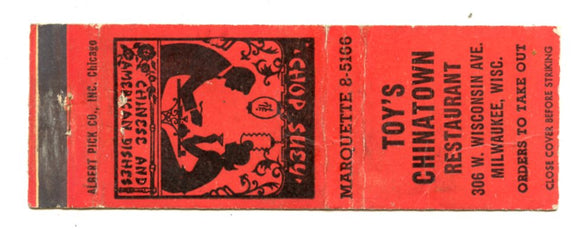 ALBERT PICK CO., INC. Chicago
CHOP SUEY
CHINESE AND
AMERICAN DISHES
MARQUETTE 8-5166
TOY'S
CHINATOWN
RESTAURANT
306 W. WISCONSIN AVE.
MILWAUKEE, WISC.
ORDERS TO TAKE OUT
CLOSE COVER BEFORE STRIKING